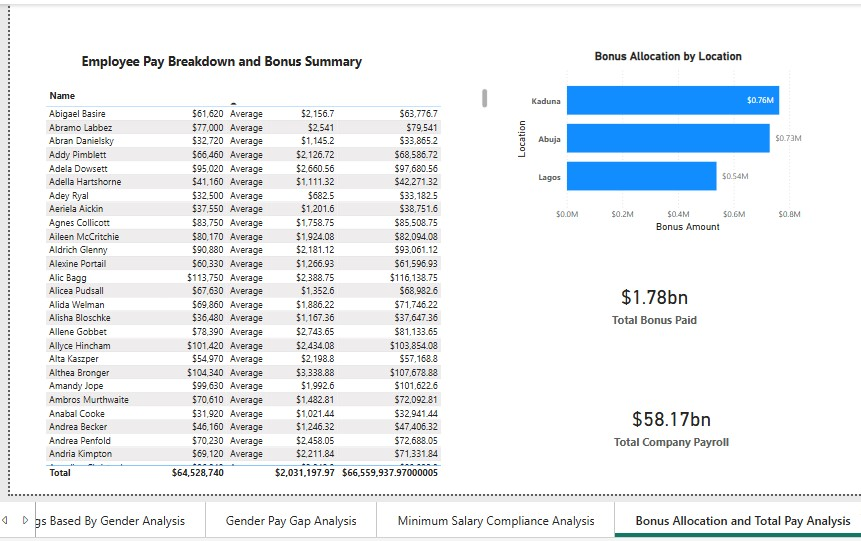 Employee Pay Breakdown and Bonus Summary
Name
Abigael Basire $61,620 Average $2,156.7 $63,776.7
Abramo Labbez $77,000 Average $2,541 $79,541
Abran Danielsky $32,720 Average $1,145.2 $33,865.2
Addy Pimblett $66,460 Average $2,126.72 $68,586.72
Adela Dowsett $95,020 Average $2,660.56 $97,680.56
Adella Hartshorne $41,160 Average $1,111.32 $42,271.32
Adey Ryal $32,500 Average $682.5 $33,182.5
Aeriela Aickin $37,550 Average $1,201.6 $38,751.6
Agnes Collicott $83,750 Average $1,758.75 $85,508.75
Aileen McCritchie $80,170 Average $1,924.08 $82,094.08
Aldrich Glenny $90,880 Average $2,181.12 $93,061.12
Alexine Portail $60,330 Average $1,266.93 $61,596.93
Alic Bagg $113,750 Average $2,388.75 $116,138.75
Alicea Pudsall $67,630 Average $1,352.6 $68,982.6
Alida Welman $69,860 Average $1,886.22 $71,746.22
Alisha Bloschke $36,480 Average $1,167.36 $37,647.36
Allene Gobbet $78,390 Average $2,743.65 $81,133.65
Allyce Hincham $101,420 Average $2,434.08 $103,854.08
Alta Kaszper $54,970 Average $2,198.8 $57,168.8
Althea Bronger $104,340 Average $3,338.88 $107,678.88
Amandy Jope $99,630 Average $1,992.6 $101,622.6
Ambros Murthwaite $70,610 Average $1,482.81 $72,092.81
Anabal Cooke $31,920 Average $1,021.44 $32,941.44
Andrea Becker $46,160 Average $1,246.32 $47,406.32
Andrea Penfold $70,230 Average $2,458.05 $72,688.05
Andria Kimpton $69,120 Average $2,211.84 $71,331.84
Total $64,528,740 $2,031,197.97 $66,559,937.97000005
Bonus Allocation by Location
Location
Kaduna $0.76M
Abuja $0.73M
Lagos $0.54M
$0.0M $0.2M $0.4M $0.6M $0.8M
Bonus Amount
$1.78bn
Total Bonus Paid
$58.17bn
Total Company Payroll
gs Based By Gender Analysis Gender Pay Gap Analysis Minimum Salary Compliance Analysis Bonus Allocation and Total Pay Analysis